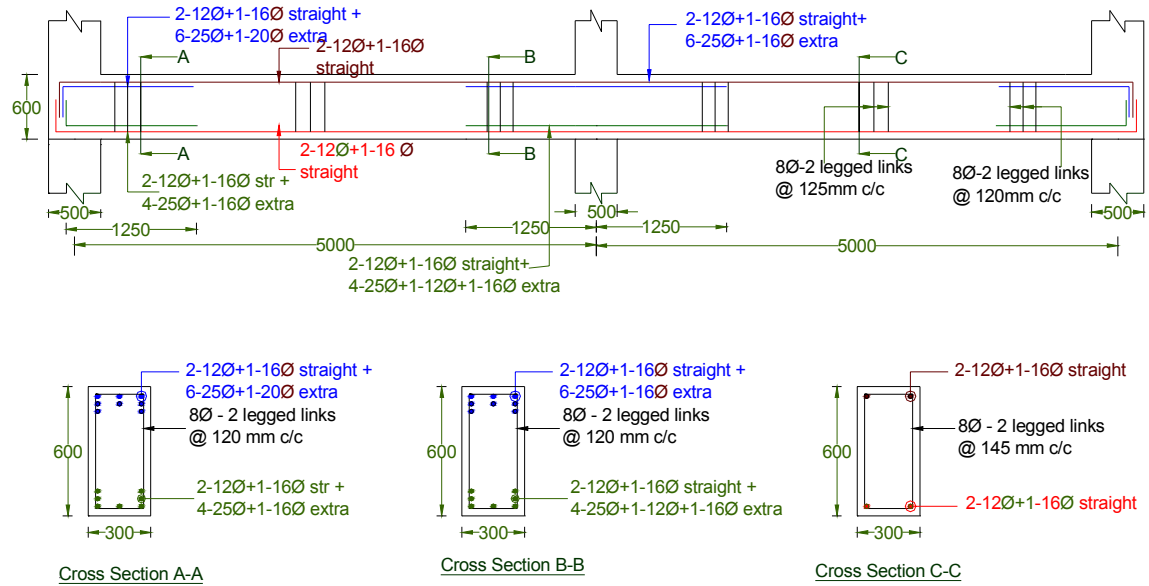 2-12Ø+1-16Ø straight +
6-25Ø+1-20Ø extra
2-12Ø+1-16Ø
straight
2-12Ø+1-16Ø straight+
6-25Ø+1-16Ø extra
A
B
C
600
A
B
C
2-12Ø+1-16 Ø
straight
2-12Ø+1-16Ø str +
4-25Ø+1-16Ø extra
8Ø-2 legged links
@ 125mm c/c
8Ø-2 legged links
@ 120mm c/c
500
500
500
1250
1250
1250
5000
5000
2-12Ø+1-16Ø straight+
4-25Ø+1-12Ø+1-16Ø extra
2-12Ø+1-16Ø straight +
6-25Ø+1-20Ø extra
8Ø - 2 legged links
@ 120 mm c/c
600
2-12Ø+1-16Ø str +
4-25Ø+1-16Ø extra
300
Cross Section A-A
2-12Ø+1-16Ø straight +
6-25Ø+1-16Ø extra
8Ø - 2 legged links
@ 120 mm c/c
600
2-12Ø+1-16Ø straight +
4-25Ø+1-12Ø+1-16Ø extra
300
Cross Section B-B
2-12Ø+1-16Ø straight
8Ø - 2 legged links
@ 145 mm c/c
600
2-12Ø+1-16Ø straight
300
Cross Section C-C